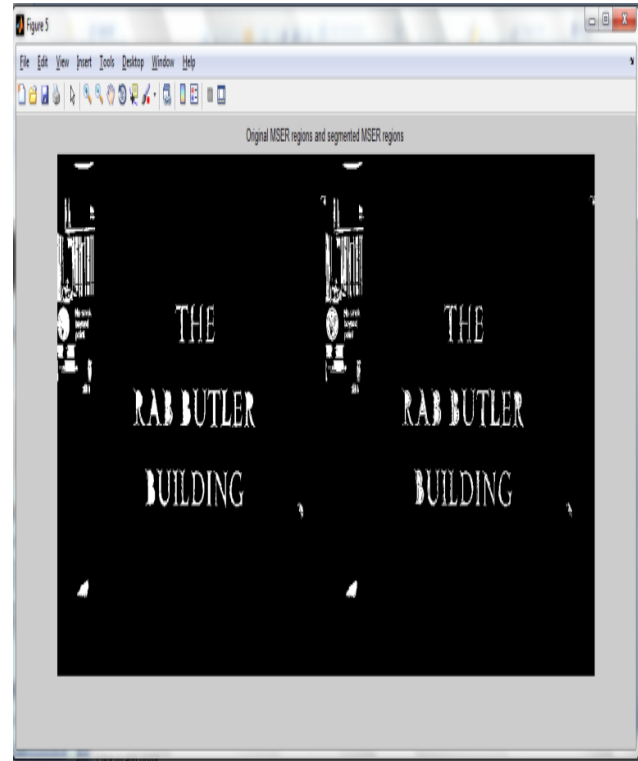 Figure 5
File Edit View Insert Tools Desktop Window Help
Original MSER regions and segmented MSER regions
THE
RAB BUTLER
BUILDING
THE
RAB BUTLER
BUILDING